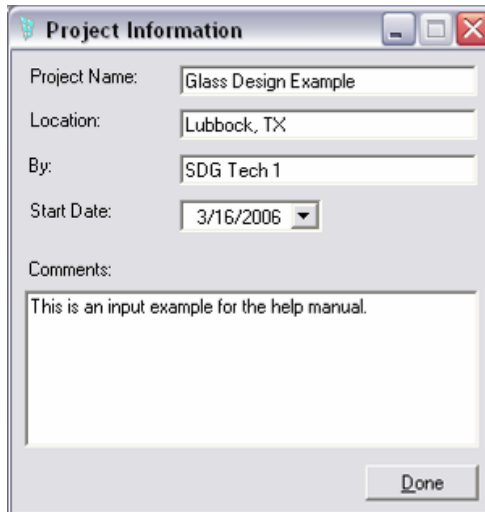 Project Information
Project Name: Glass Design Example
Location: Lubbock, TX
By: SDG Tech 1
Start Date: 3/16/2006
Comments:
This is an input example for the help manual.
Done